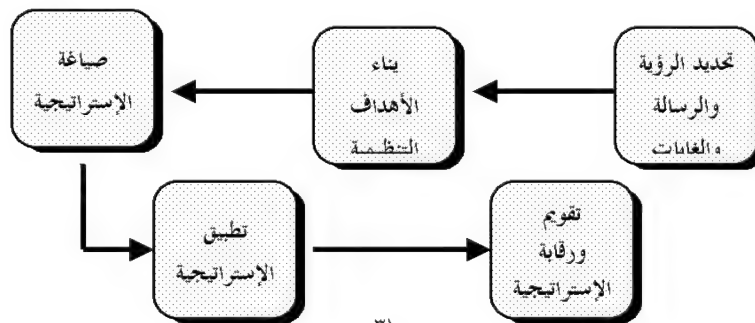 تحديد الرؤية
والرسالة
والغايات
بناء
الأهداف
التنظيمية
صياغة
الإستراتيجية
تطبيق
الإستراتيجية
تقويم
ورقابة
الإستراتيجية